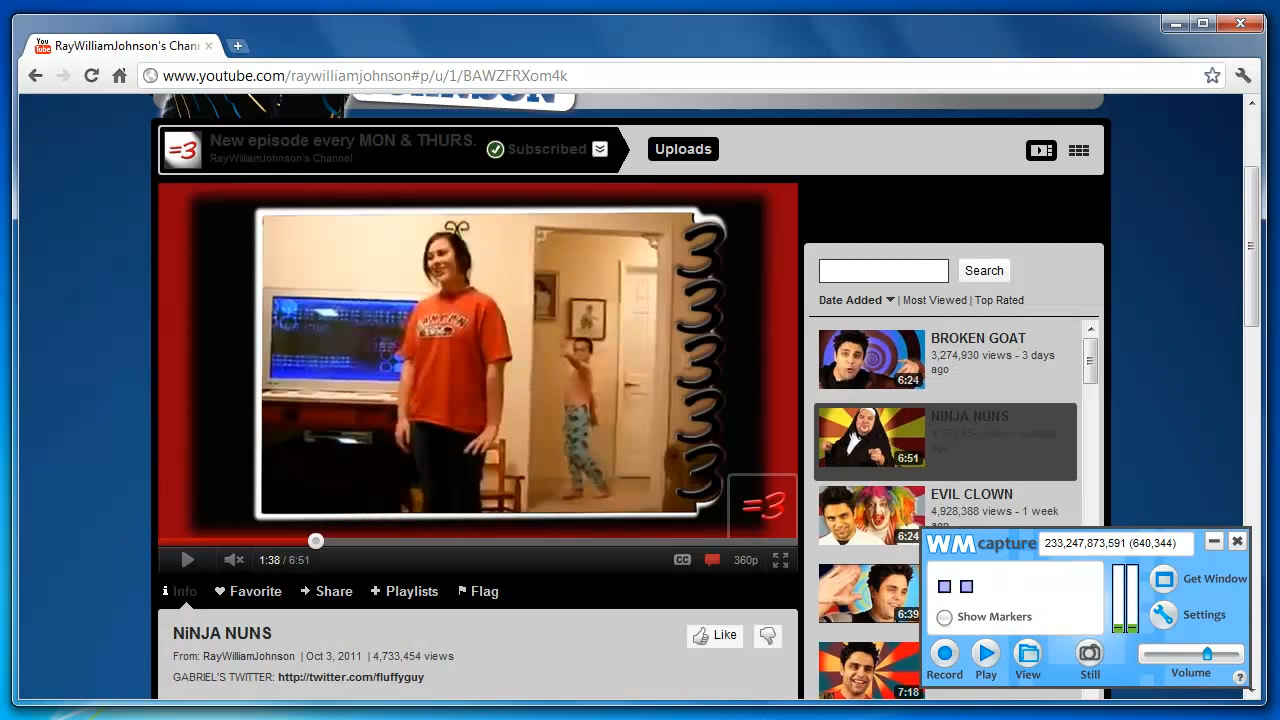 You Tube RayWilliamJohnson's Chan
www.youtube.com/raywilliamjohnson#p/u/1/BAWZFRXom4k
JOHNSON
=3 New episode every MON & THURS.
RayWilliamJohnson's Channel
Subscribed
Uploads
Search
Date Added | Most Viewed | Top Rated
BROKEN GOAT
3,274,930 views - 3 days
ago
6:24
NiNJA NUNS
6:51
EVIL CLOWN
4,928,388 views - 1 week
ago
6:24
6:39
7:18
=3
1:38 / 6:51
CC
360p
Info Favorite Share Playlists Flag
NiNJA NUNS
Like
From: RayWilliamJohnson | Oct 3, 2011 | 4,733,454 views
GABRIEL'S TWITTER: http://twitter.com/fluffyguy
WM capture
233,247,873,591 (640,344)
Get Window
Show Markers
Settings
Record Play View Still Volume
?